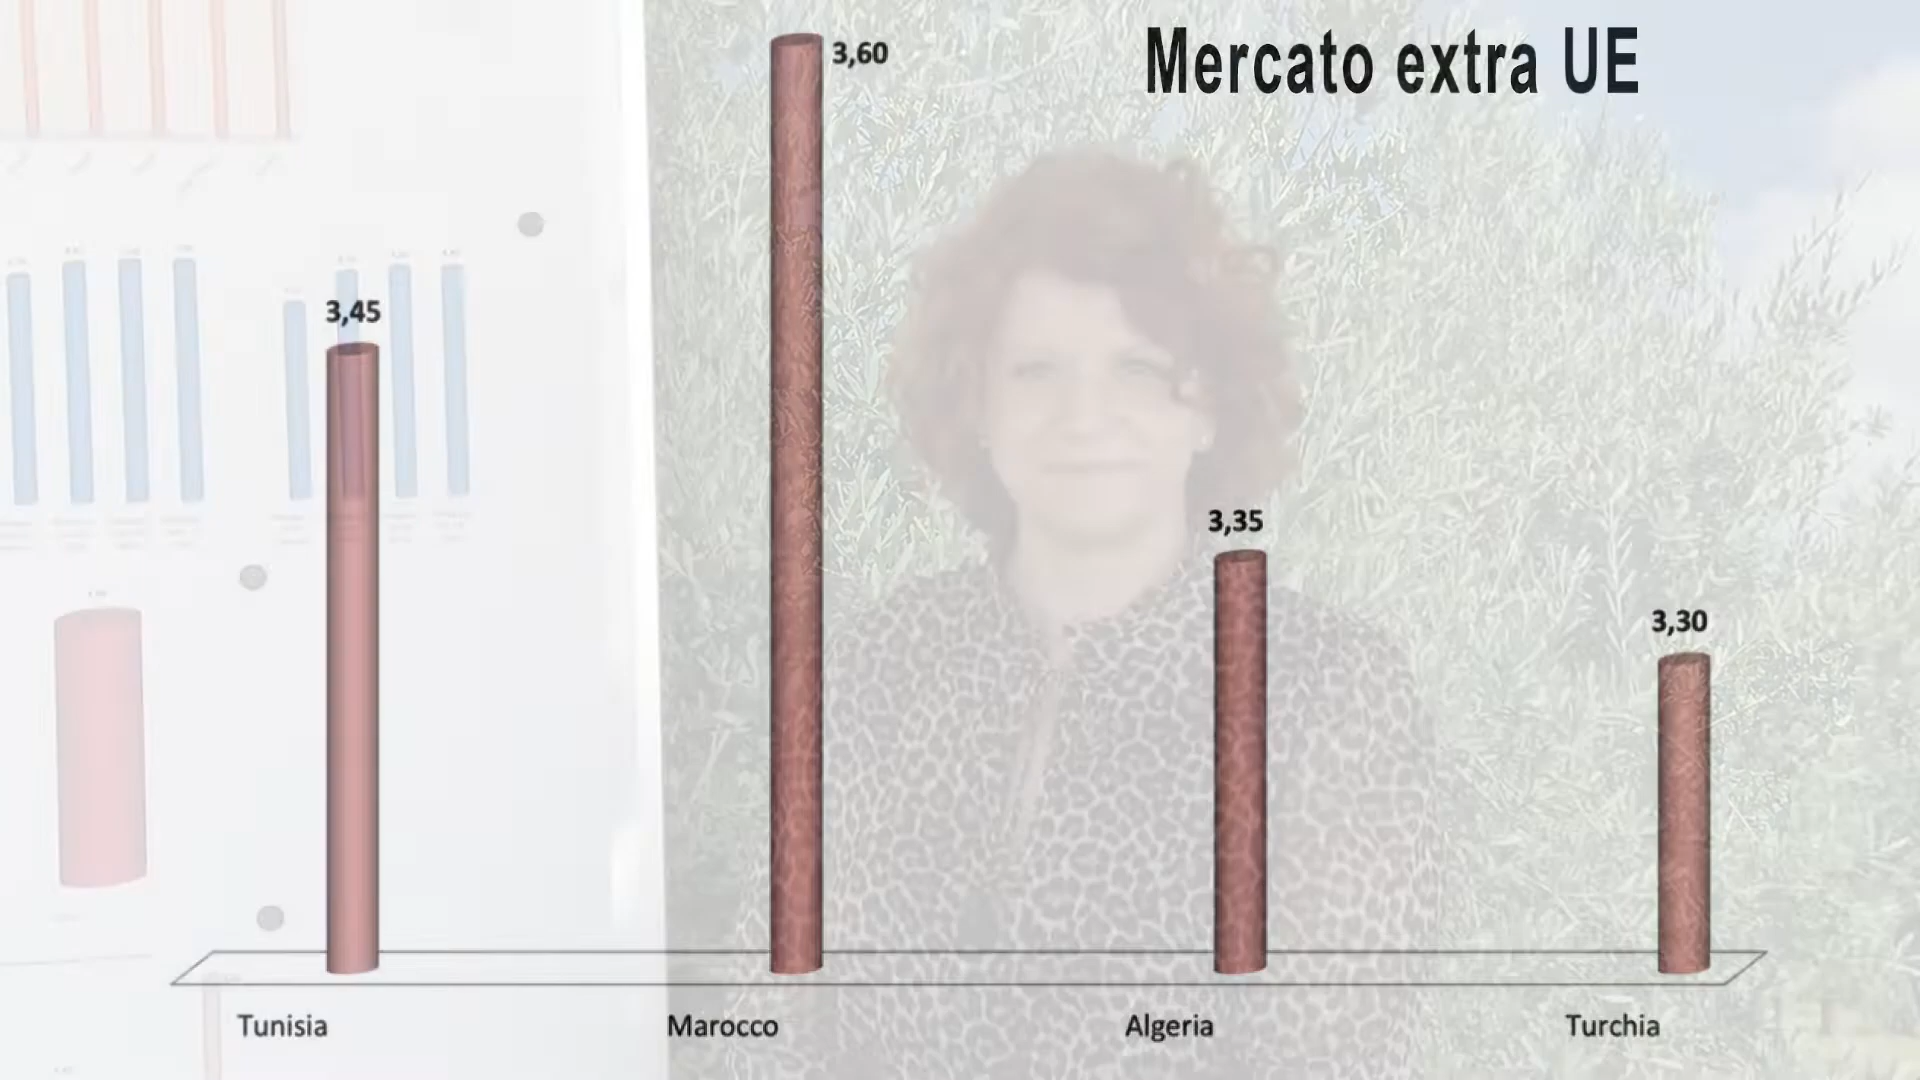 Mercato extra UE
3,60
3,45
3,35
3,30
Tunisia
Marocco
Algeria
Turchia